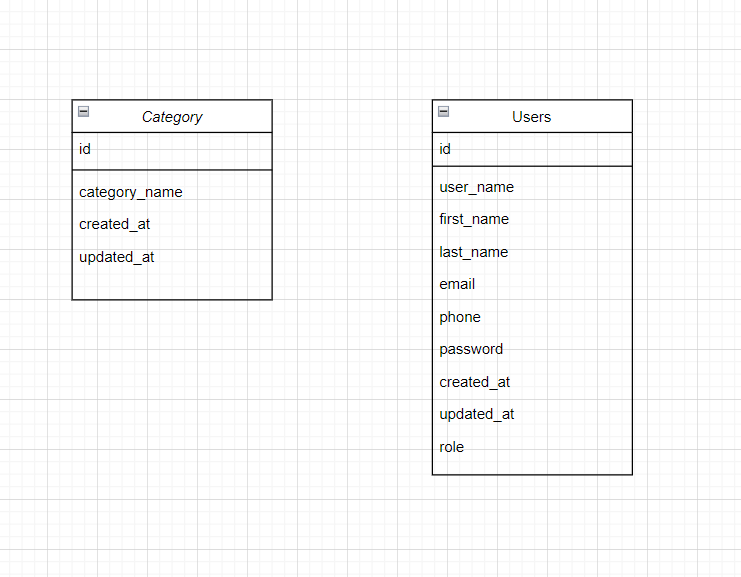 Category
id
category_name
created_at
updated_at
Users
id
user_name
first_name
last_name
email
phone
password
created_at
updated_at
role